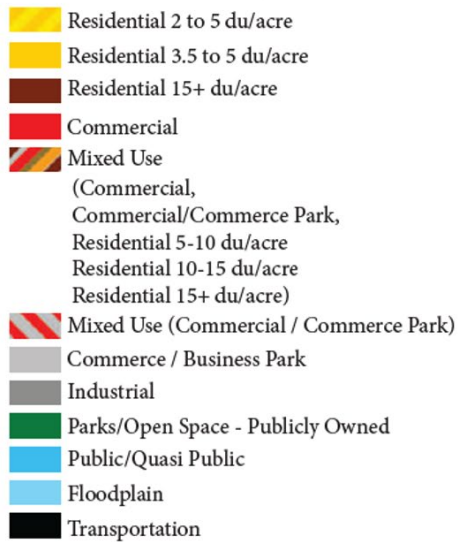 Residential 2 to 5 du/acre
Residential 3.5 to 5 du/acre
Residential 15+ du/acre
Commercial
Mixed Use
(Commercial,
Commercial/Commerce Park,
Residential 5-10 du/acre
Residential 10-15 du/acre
Residential 15+ du/acre)
Mixed Use (Commercial / Commerce Park)
Commerce / Business Park
Industrial
Parks/Open Space - Publicly Owned
Public/Quasi Public
Floodplain
Transportation